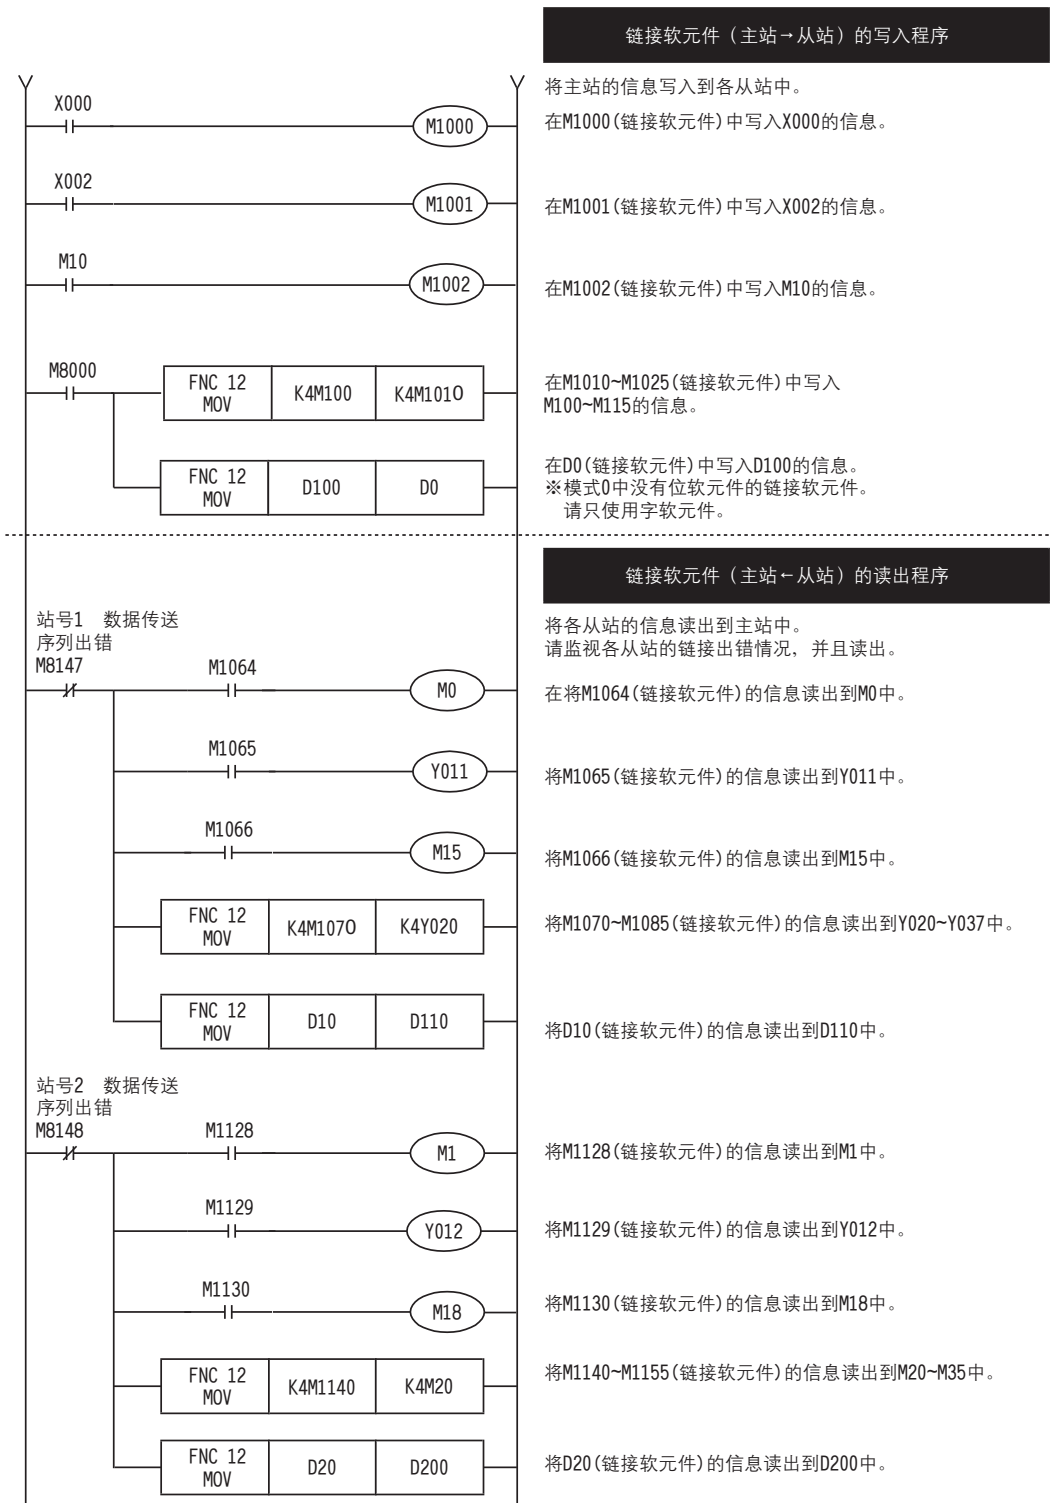 链接软元件（主站→从站）的写入程序
将主站的信息写入到各从站中。
X000
M1000
在M1000(链接软元件)中写入X000的信息。
X002
M1001
在M1001(链接软元件)中写入X002的信息。
M10
M1002
在M1002(链接软元件)中写入M10的信息。
M8000
FNC 12
MOV
K4M100
K4M1010
在M1010~M1025(链接软元件)中写入
M100~M115的信息。
FNC 12
MOV
D100
D0
在D0(链接软元件)中写入D100的信息。
※模式0中没有位软元件的链接软元件。
请只使用字软元件。
链接软元件（主站←从站）的读出程序
将各从站的信息读出到主站中。
请监视各从站的链接出错情况，并且读出。
站号1　数据传送
序列出错
M8147
M1064
M0
在将M1064(链接软元件)的信息读出到M0中。
M1065
Y011
将M1065(链接软元件)的信息读出到Y011中。
M1066
M15
将M1066(链接软元件)的信息读出到M15中。
FNC 12
MOV
K4M1070
K4Y020
将M1070~M1085(链接软元件)的信息读出到Y020~Y037中。
FNC 12
MOV
D10
D110
将D10(链接软元件)的信息读出到D110中。
站号2　数据传送
序列出错
M8148
M1128
M1
将M1128(链接软元件)的信息读出到M1中。
M1129
Y012
将M1129(链接软元件)的信息读出到Y012中。
M1130
M18
将M1130(链接软元件)的信息读出到M18中。
FNC 12
MOV
K4M1140
K4M20
将M1140~M1155(链接软元件)的信息读出到M20~M35中。
FNC 12
MOV
D20
D200
将D20(链接软元件)的信息读出到D200中。